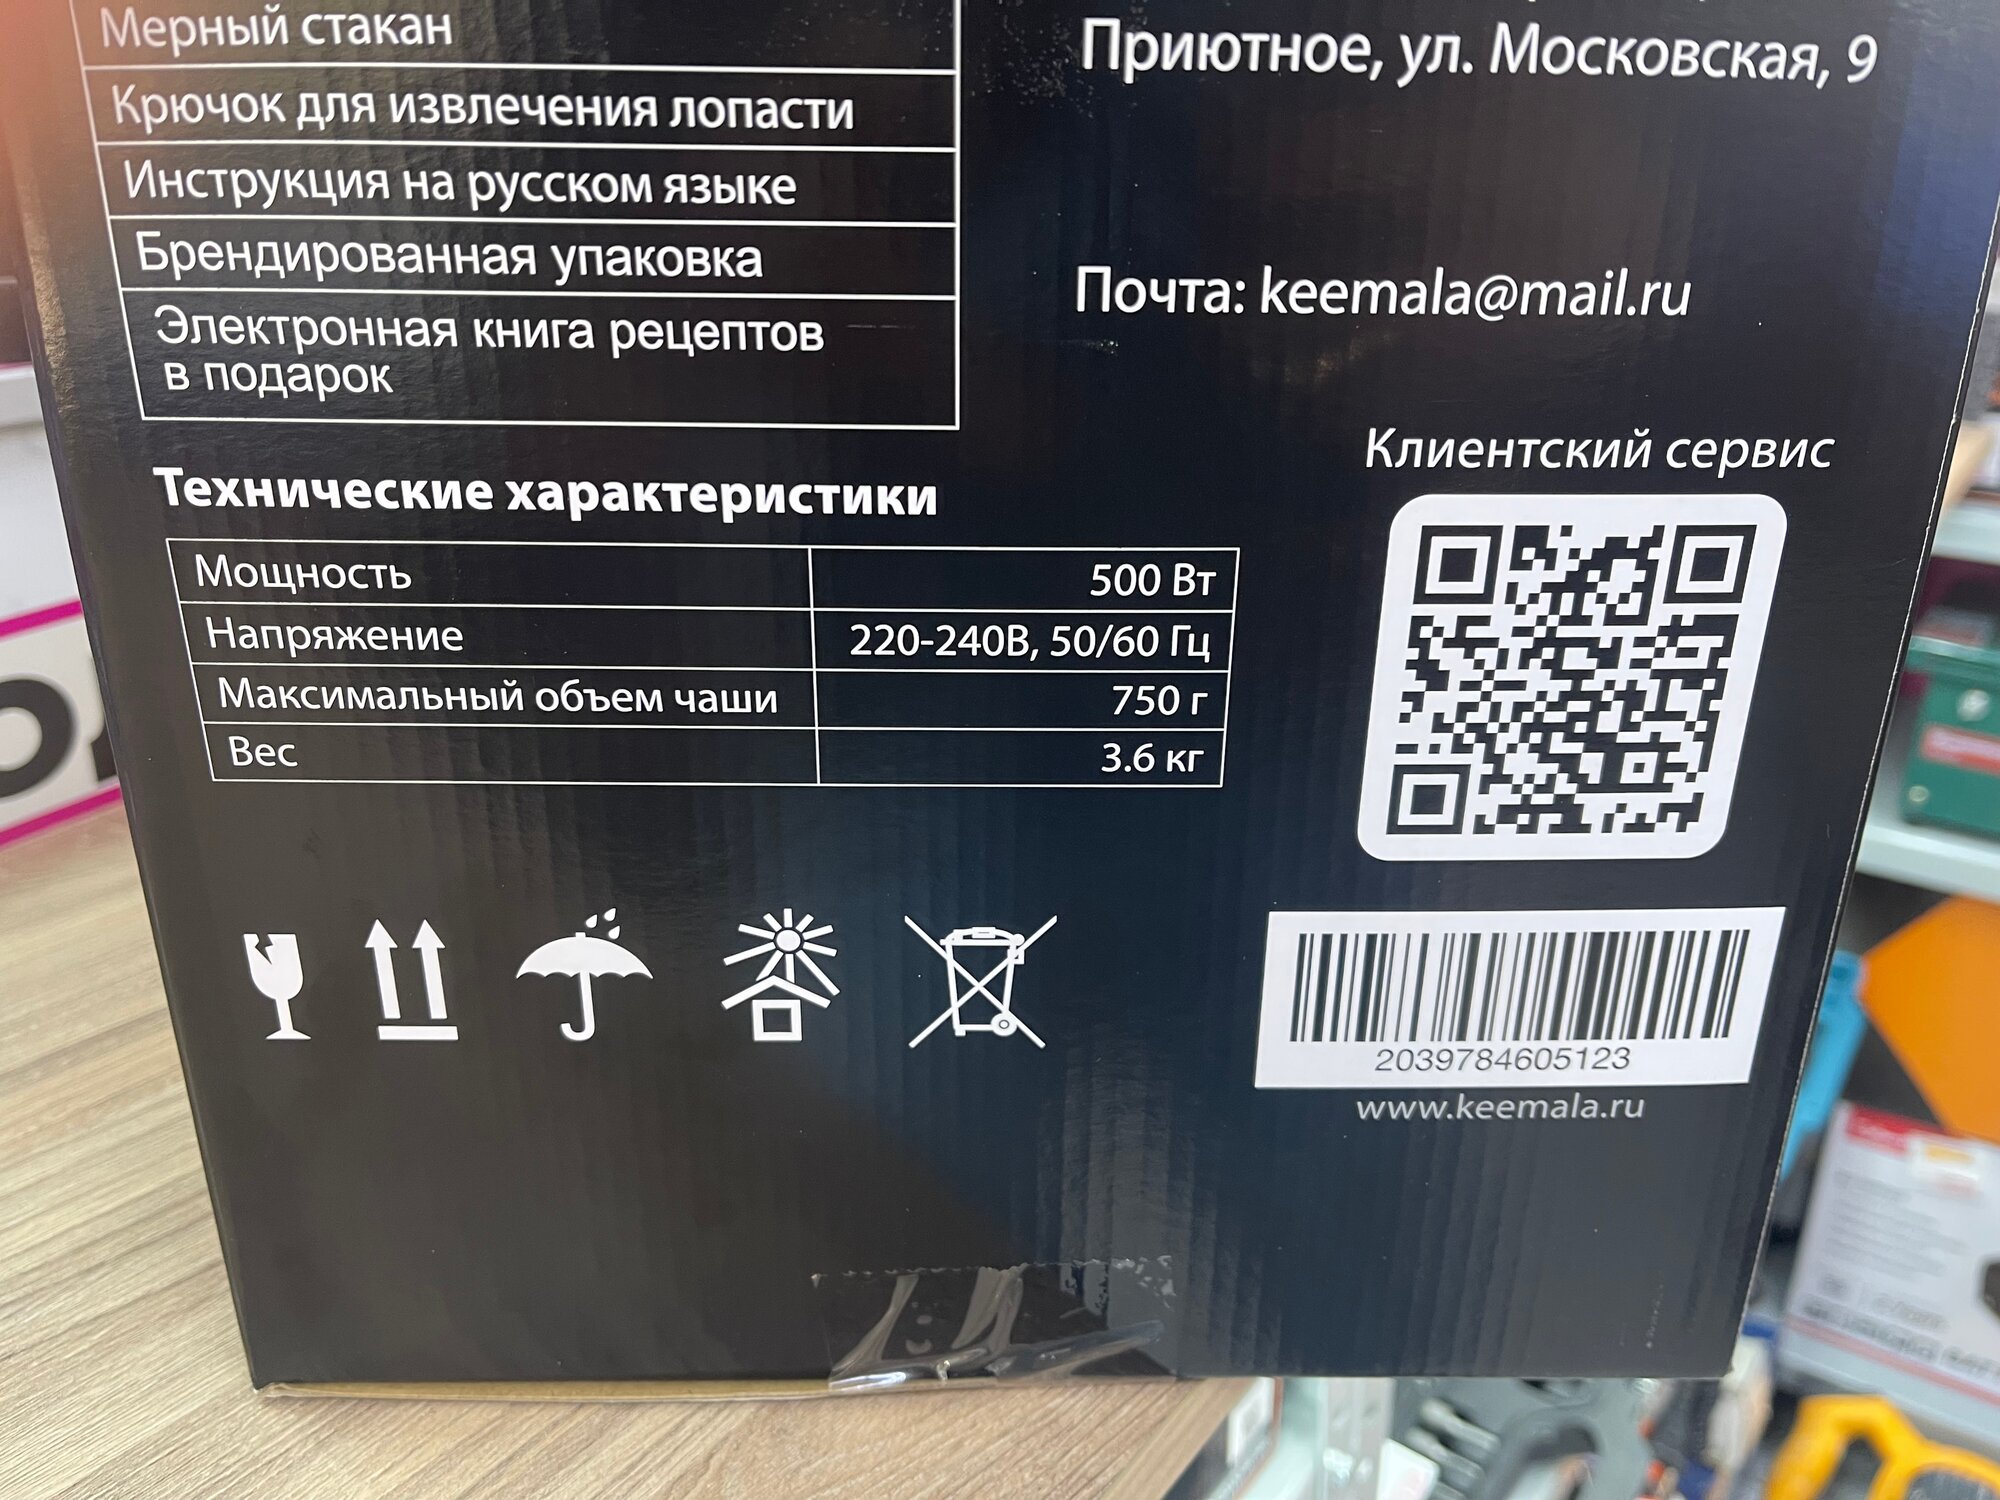 Мерный стакан
Крючок для извлечения лопасти
Инструкция на русском языке
Брендированная упаковка
Электронная книга рецептов
в подарок
Приютное, ул. Московская, 9
Почта: keemala@mail.ru
Клиентский сервис
Технические характеристики
Мощность 500 Вт
Напряжение 220-240В, 50/60 Гц
Максимальный объем чаши 750 г
Вес 3.6 кг
2039784605123
www.keemala.ru